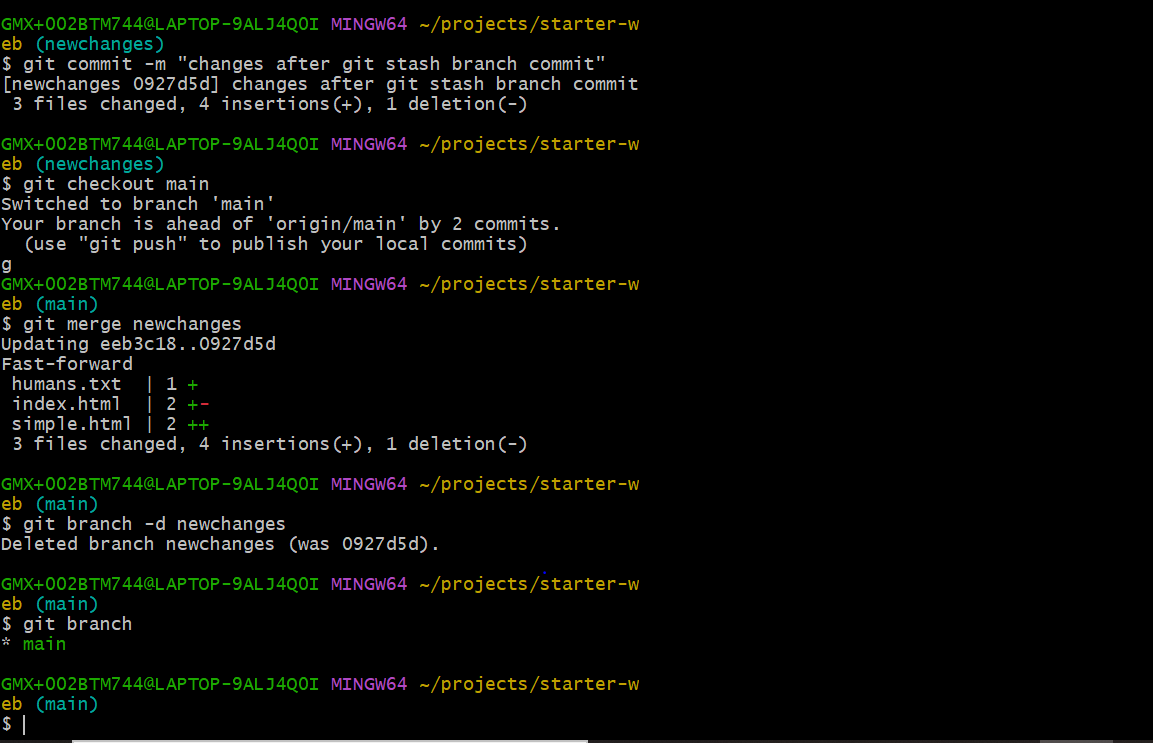 GMX+002BTM744@LAPTOP-9ALJ4Q0I MINGW64 ~/projects/starter-w
eb (newchanges)
$ git commit -m "changes after git stash branch commit"
[newchanges 0927d5d] changes after git stash branch commit
 3 files changed, 4 insertions(+), 1 deletion(-)

GMX+002BTM744@LAPTOP-9ALJ4Q0I MINGW64 ~/projects/starter-w
eb (newchanges)
$ git checkout main
Switched to branch 'main'
Your branch is ahead of 'origin/main' by 2 commits.
  (use "git push" to publish your local commits)
g
GMX+002BTM744@LAPTOP-9ALJ4Q0I MINGW64 ~/projects/starter-w
eb (main)
$ git merge newchanges
Updating eeb3c18..0927d5d
Fast-forward
 humans.txt  | 1 +
 index.html  | 2 +-
 simple.html | 2 ++
 3 files changed, 4 insertions(+), 1 deletion(-)

GMX+002BTM744@LAPTOP-9ALJ4Q0I MINGW64 ~/projects/starter-w
eb (main)
$ git branch -d newchanges
Deleted branch newchanges (was 0927d5d).

GMX+002BTM744@LAPTOP-9ALJ4Q0I MINGW64 ~/projects/starter-w
eb (main)
$ git branch
* main

GMX+002BTM744@LAPTOP-9ALJ4Q0I MINGW64 ~/projects/starter-w
eb (main)
$